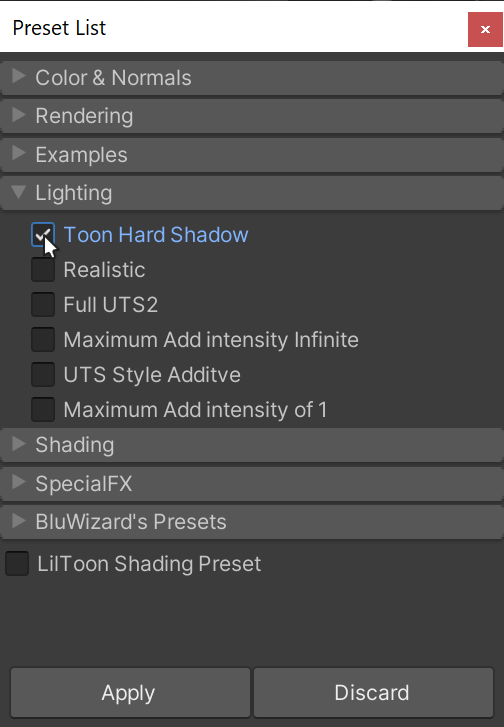 Preset List
Color & Normals
Rendering
Examples
Lighting
Toon Hard Shadow
Realistic
Full UTS2
Maximum Add intensity Infinite
UTS Style Additve
Maximum Add intensity of 1
Shading
SpecialFX
BluWizard's Presets
LilToon Shading Preset
Apply Discard